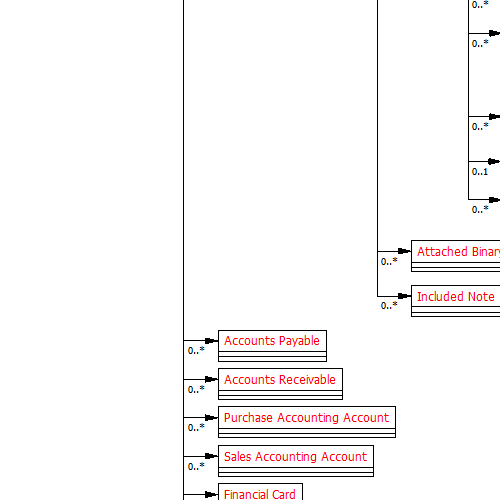 0..*
0..*
0..*
0..1
0..*
Attached Binary
0..*
Included Note
0..*
Accounts Payable
0..*
Accounts Receivable
0..*
Purchase Accounting Account
0..*
Sales Accounting Account
0..*
Financial Card